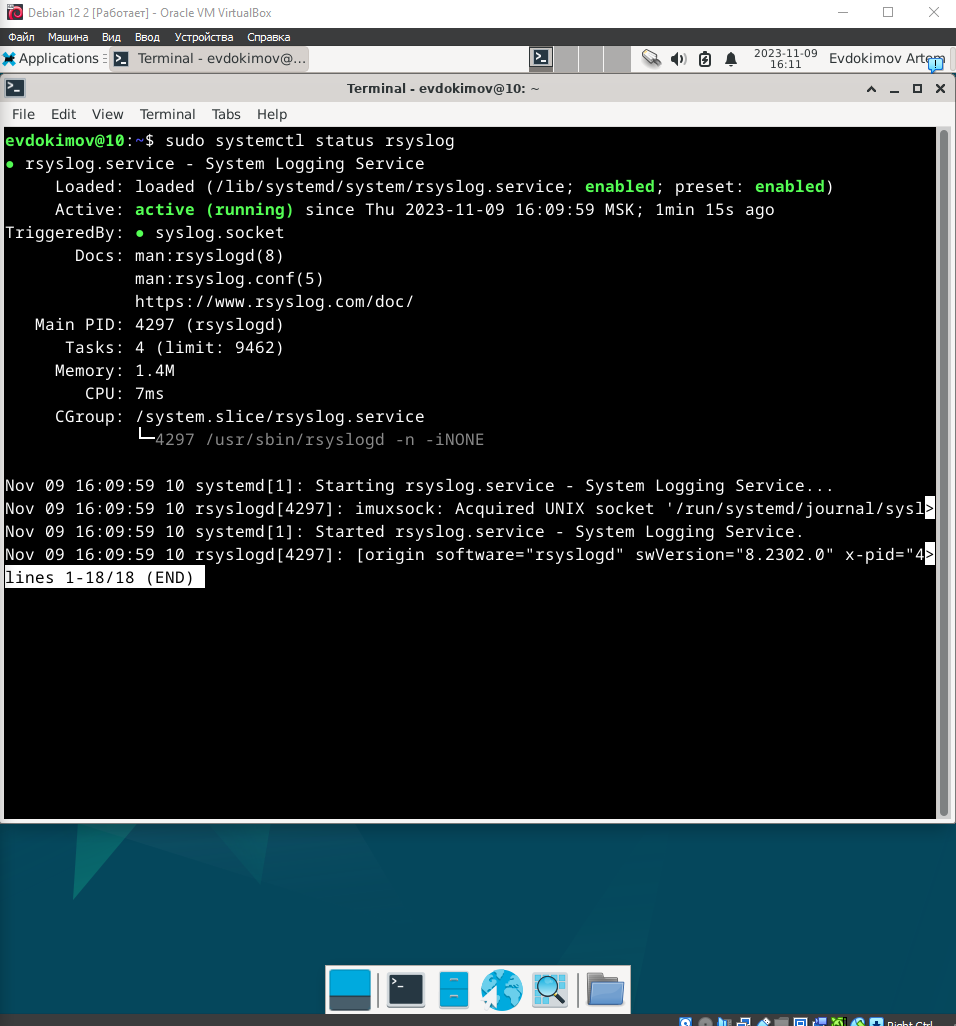 Debian 12 2 [Работает] - Oracle VM VirtualBox
Файл Машина Вид Ввод Устройства Справка
Applications Terminal - evdokimov@... 2023-11-09 16:11 Evdokimov Artem
Terminal - evdokimov@10: ~
File Edit View Terminal Tabs Help
evdokimov@10:~$ sudo systemctl status rsyslog
● rsyslog.service - System Logging Service
Loaded: loaded (/lib/systemd/system/rsyslog.service; enabled; preset: enabled)
Active: active (running) since Thu 2023-11-09 16:09:59 MSK; 1min 15s ago
TriggeredBy: ● syslog.socket
Docs: man:rsyslogd(8)
man:rsyslog.conf(5)
https://www.rsyslog.com/doc/
Main PID: 4297 (rsyslogd)
Tasks: 4 (limit: 9462)
Memory: 1.4M
CPU: 7ms
CGroup: /system.slice/rsyslog.service
└─4297 /usr/sbin/rsyslogd -n -iNONE
Nov 09 16:09:59 10 systemd[1]: Starting rsyslog.service - System Logging Service...
Nov 09 16:09:59 10 rsyslogd[4297]: imuxsock: Acquired UNIX socket '/run/systemd/journal/sysl>
Nov 09 16:09:59 10 systemd[1]: Started rsyslog.service - System Logging Service.
Nov 09 16:09:59 10 rsyslogd[4297]: [origin software="rsyslogd" swVersion="8.2302.0" x-pid="4>
lines 1-18/18 (END)
Right Ctrl